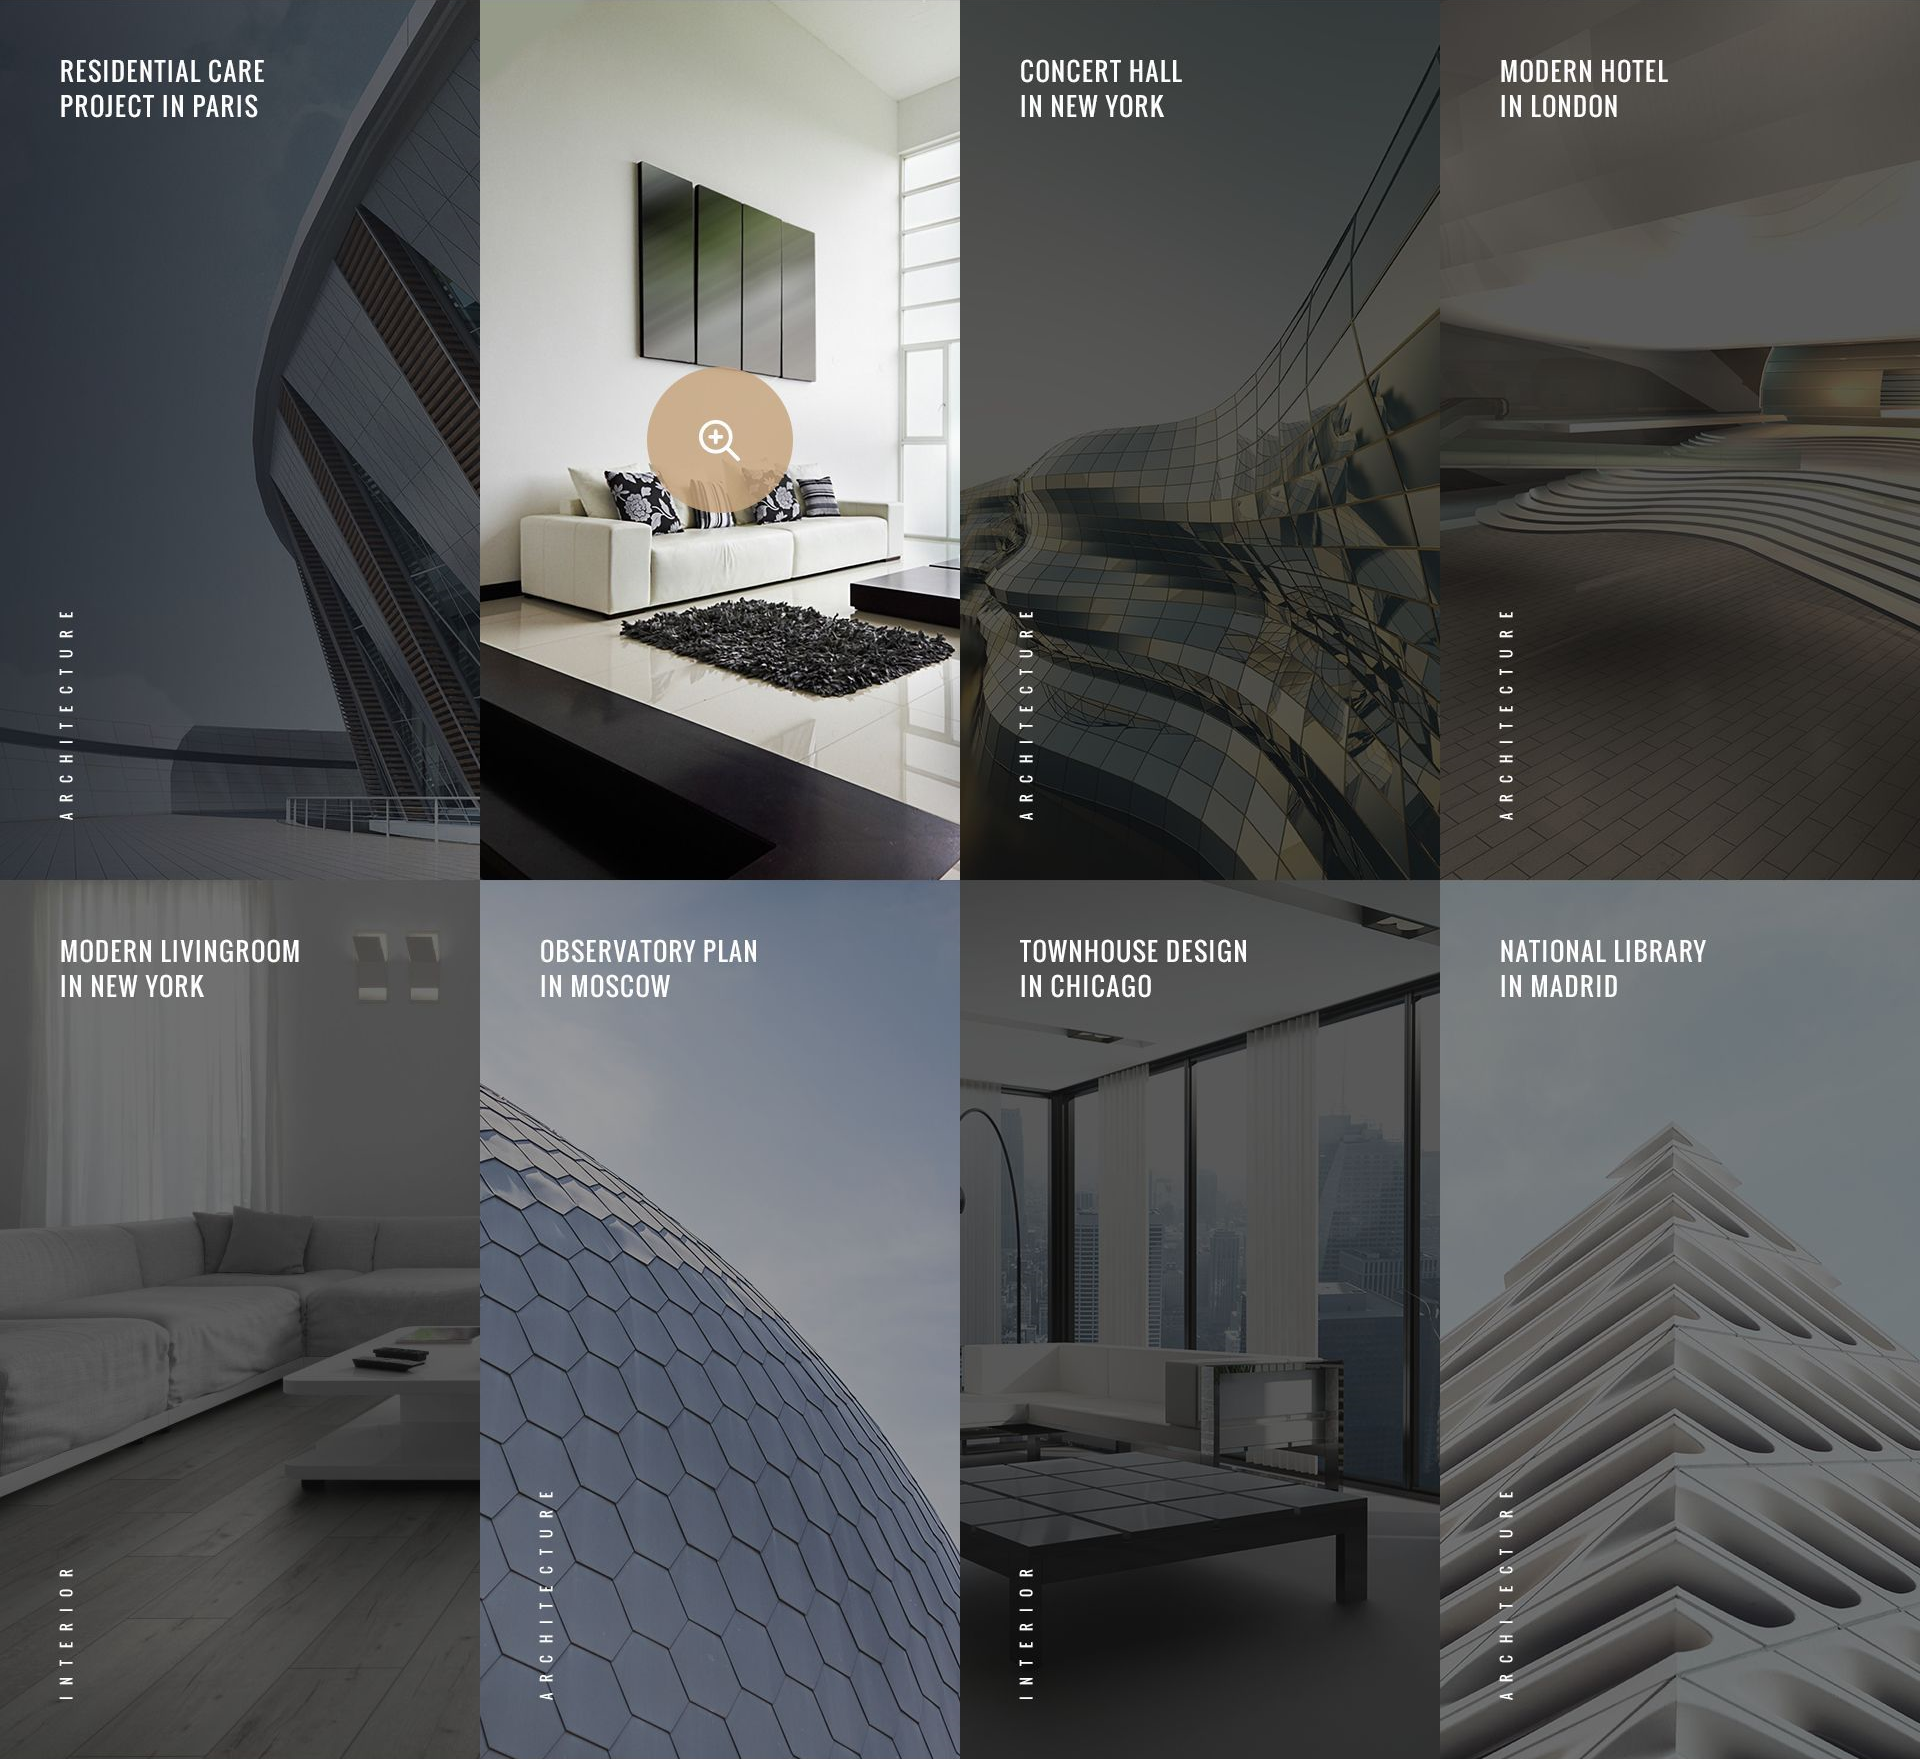 RESIDENTIAL CARE
PROJECT IN PARIS
ARCHITECTURE
CONCERT HALL
IN NEW YORK
ARCHITECTURE
MODERN HOTEL
IN LONDON
ARCHITECTURE
MODERN LIVINGROOM
IN NEW YORK
INTERIOR
OBSERVATORY PLAN
IN MOSCOW
ARCHITECTURE
TOWNHOUSE DESIGN
IN CHICAGO
INTERIOR
NATIONAL LIBRARY
IN MADRID
ARCHITECTURE